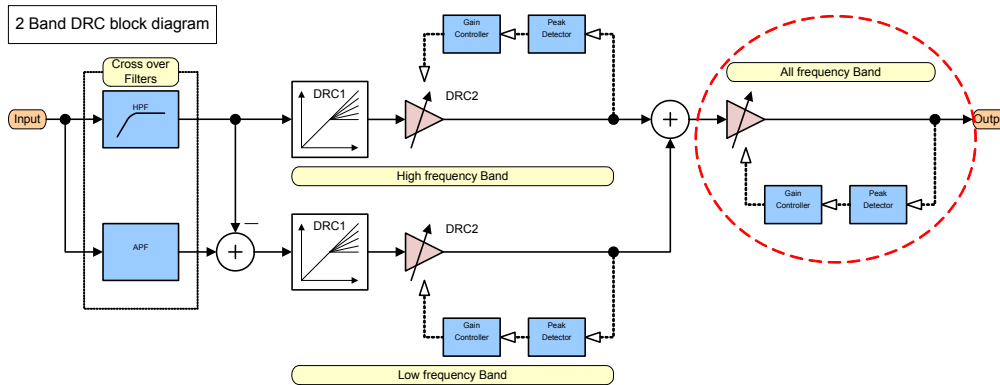 2 Band DRC block diagram
Cross over
Filters
Input
HPF
APF
DRC1
DRC2
Gain
Controller
Peak
Detector
High frequency Band
DRC1
DRC2
Gain
Controller
Peak
Detector
Low frequency Band
All frequency Band
Gain
Controller
Peak
Detector
Output